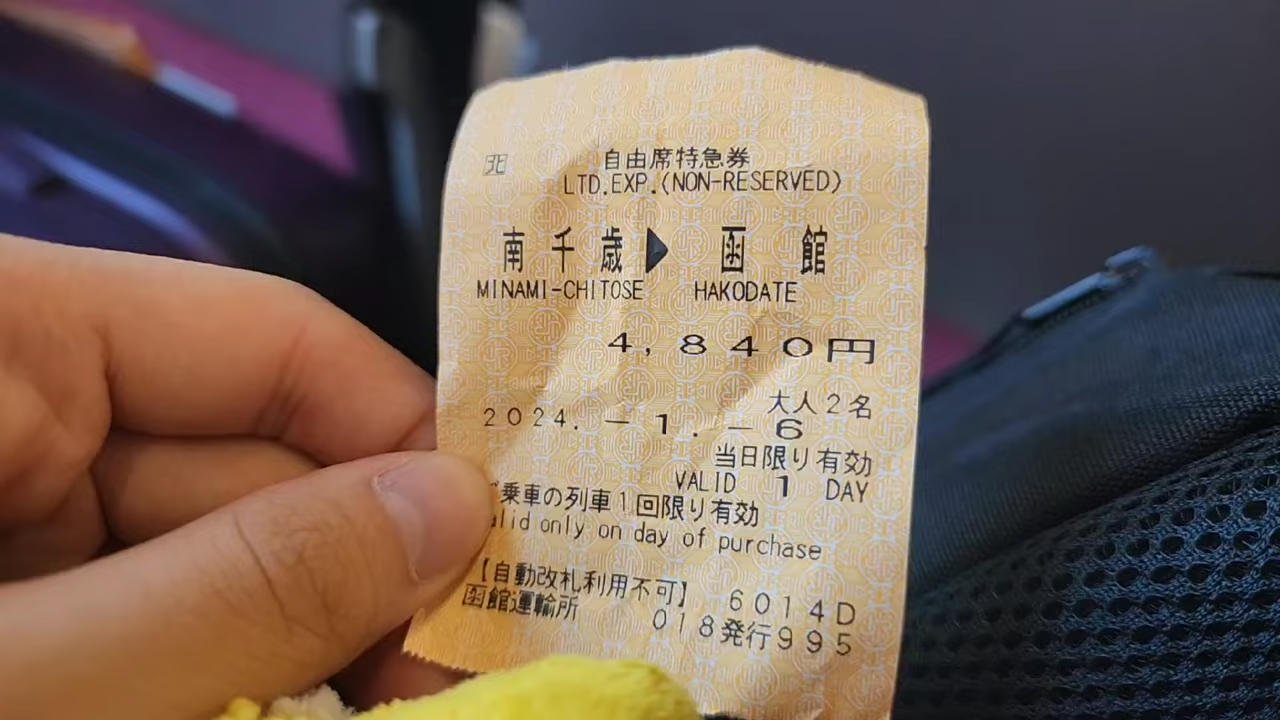 北 自由席特急券
LTD.EXP.(NON-RESERVED)
南千歳▶函館
MINAMI-CHITOSE HAKODATE
4,840円
大人2名
2024.-1.-6
当日限り有効
VALID 1 DAY
乗車の列車1回限り有効
alid only on day of purchase
【自動改札利用不可】 6014D
函館運輸所 018発行995